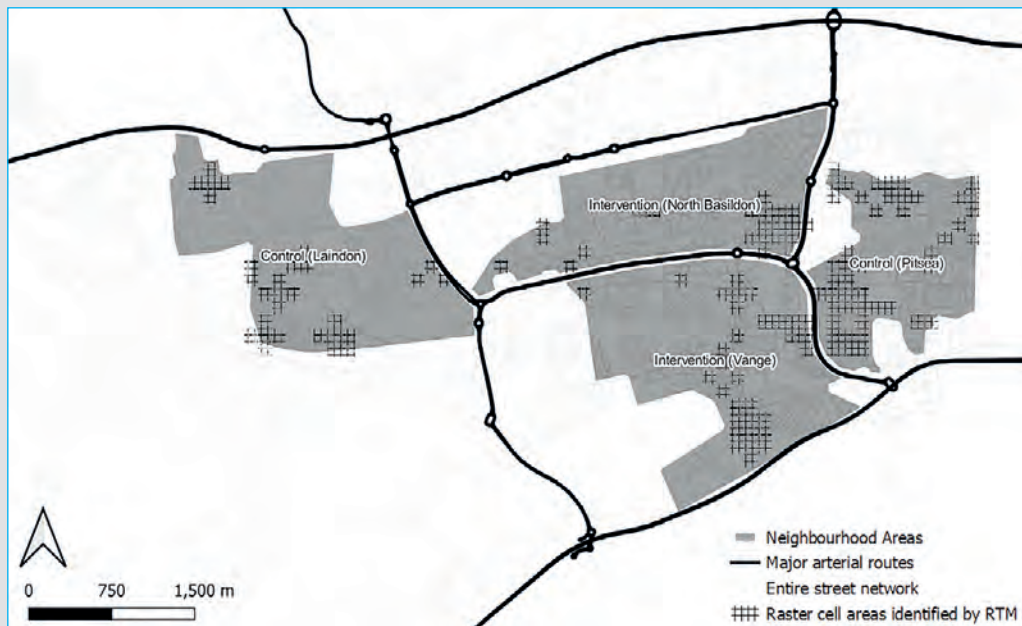 Intervention (North Basildon)
Control (Laindon)
Control (Pitsea)
Intervention (Vange)
Neighbourhood Areas
Major arterial routes
Entire street network
Raster cell areas identified by RTM
0 750 1,500 m